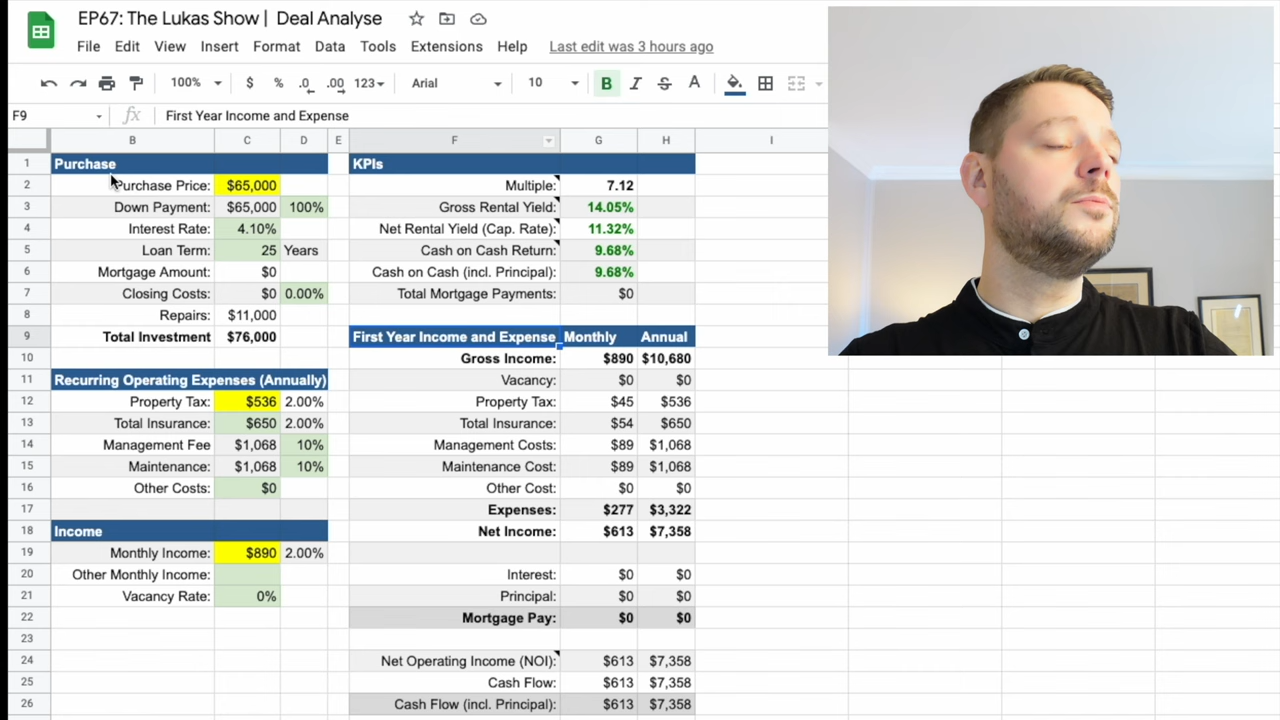 EP67: The Lukas Show | Deal Analyse
File Edit View Insert Format Data Tools Extensions Help Last edit was 3 hours ago
100% $ % .0 .00 123 Arial 10 B I S A
F9 fx First Year Income and Expense
B C D E F G H I
1 Purchase KPIs
2 Purchase Price: $65,000 Multiple: 7.12
3 Down Payment: $65,000 100% Gross Rental Yield: 14.05%
4 Interest Rate: 4.10% Net Rental Yield (Cap. Rate): 11.32%
5 Loan Term: 25 Years Cash on Cash Return: 9.68%
6 Mortgage Amount: $0 Cash on Cash (incl. Principal): 9.68%
7 Closing Costs: $0 0.00% Total Mortgage Payments: $0
8 Repairs: $11,000
9 Total Investment $76,000 First Year Income and Expense Monthly Annual
10 Gross Income: $890 $10,680
11 Recurring Operating Expenses (Annually) Vacancy: $0 $0
12 Property Tax: $536 2.00% Property Tax: $45 $536
13 Total Insurance: $650 2.00% Total Insurance: $54 $650
14 Management Fee $1,068 10% Management Costs: $89 $1,068
15 Maintenance: $1,068 10% Maintenance Cost: $89 $1,068
16 Other Costs: $0 Other Cost: $0 $0
17 Expenses: $277 $3,322
18 Income Net Income: $613 $7,358
19 Monthly Income: $890 2.00%
20 Other Monthly Income: Interest: $0 $0
21 Vacancy Rate: 0% Principal: $0 $0
22 Mortgage Pay: $0 $0
23
24 Net Operating Income (NOI): $613 $7,358
25 Cash Flow: $613 $7,358
26 Cash Flow (incl. Principal): $613 $7,358